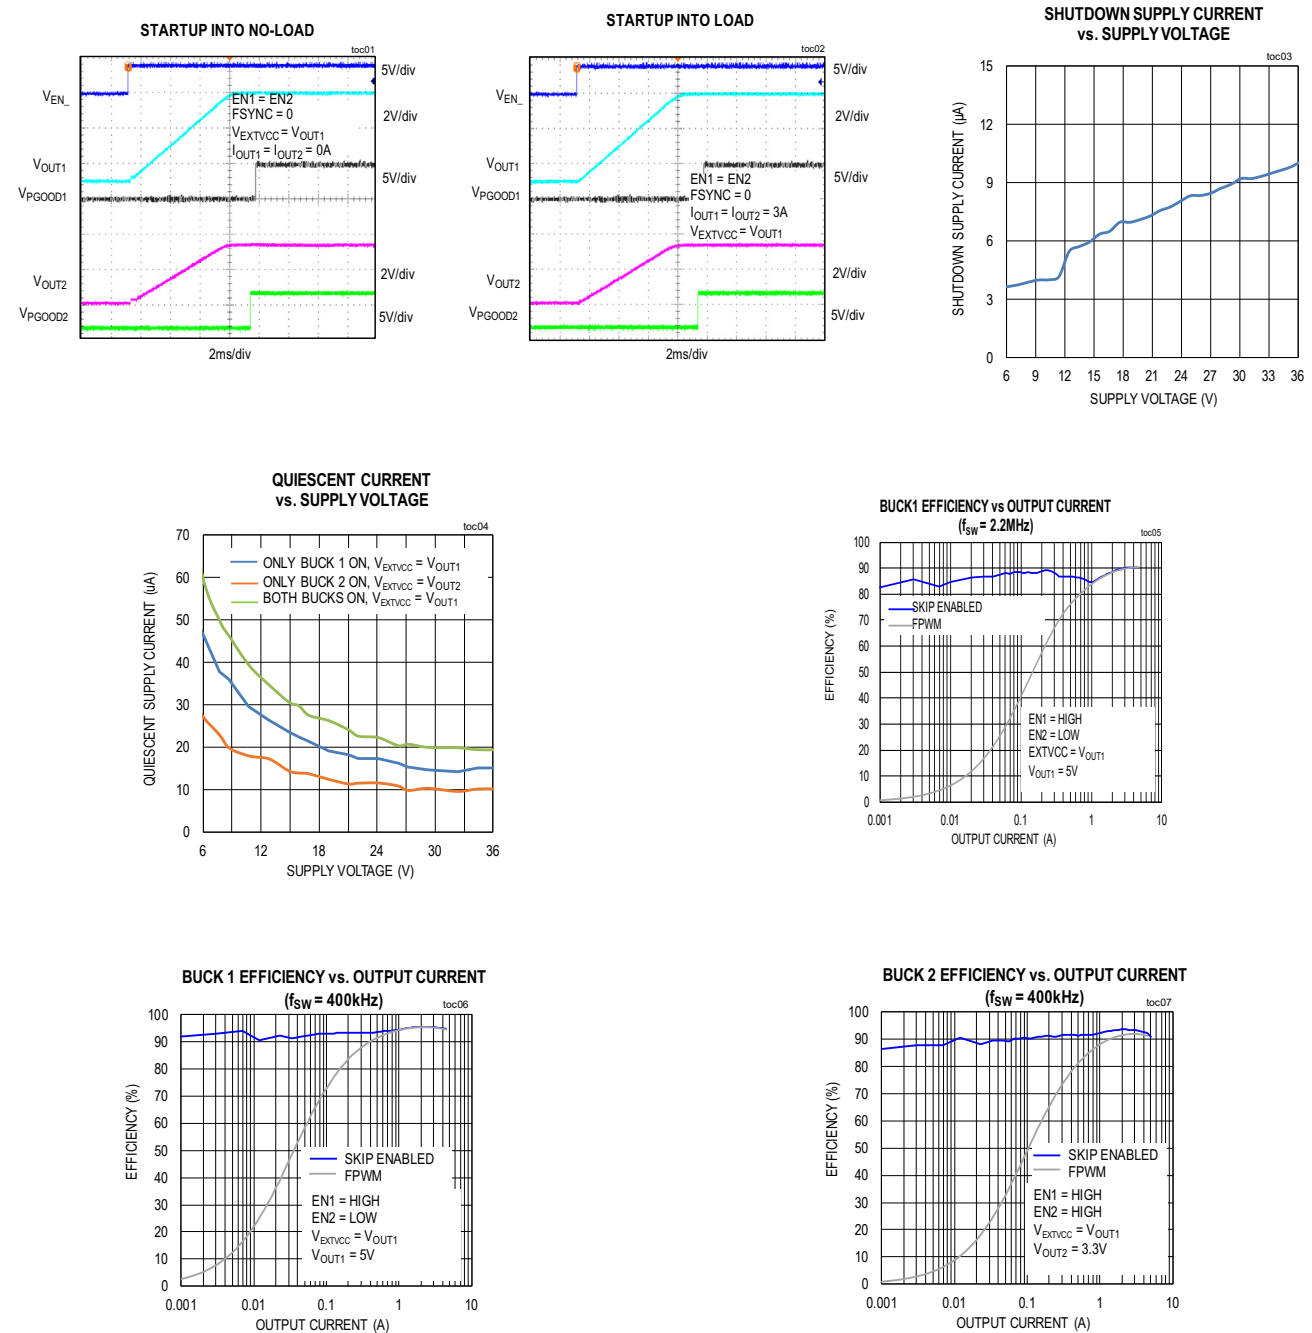 STARTUP INTO NO-LOAD
toc01
V_EN_
V_OUT1
V_PGOOD1
V_OUT2
V_PGOOD2
EN1 = EN2
FSYNC = 0
V_EXTVCC = V_OUT1
I_OUT1 = I_OUT2 = 0A
5V/div
2V/div
5V/div
2V/div
5V/div
2ms/div
STARTUP INTO LOAD
toc02
V_EN_
V_OUT1
V_PGOOD1
V_OUT2
V_PGOOD2
EN1 = EN2
FSYNC = 0
I_OUT1 = I_OUT2 = 3A
V_EXTVCC = V_OUT1
5V/div
2V/div
5V/div
2V/div
5V/div
2ms/div
SHUTDOWN SUPPLY CURRENT
vs. SUPPLY VOLTAGE
toc03
SHUTDOWN SUPPLY CURRENT (µA)
15
12
9
6
3
0
6 9 12 15 18 21 24 27 30 33 36
SUPPLY VOLTAGE (V)
QUIESCENT CURRENT
vs. SUPPLY VOLTAGE
toc04
QUIESCENT SUPPLY CURRENT (uA)
70
60
50
40
30
20
10
0
ONLY BUCK 1 ON, V_EXTVCC = V_OUT1
ONLY BUCK 2 ON, V_EXTVCC = V_OUT2
BOTH BUCKS ON, V_EXTVCC = V_OUT1
6 12 18 24 30 36
SUPPLY VOLTAGE (V)
BUCK1 EFFICIENCY vs OUTPUT CURRENT
(f_SW = 2.2MHz)
toc05
EFFICIENCY (%)
100
90
80
70
60
50
40
30
20
10
0
SKIP ENABLED
FPWM
EN1 = HIGH
EN2 = LOW
EXTVCC = V_OUT1
V_OUT1 = 5V
0.001 0.01 0.1 1 10
OUTPUT CURRENT (A)
BUCK 1 EFFICIENCY vs. OUTPUT CURRENT
(f_SW = 400kHz)
toc06
EFFICIENCY (%)
100
90
80
70
60
50
40
30
20
10
0
SKIP ENABLED
FPWM
EN1 = HIGH
EN2 = LOW
V_EXTVCC = V_OUT1
V_OUT1 = 5V
0.001 0.01 0.1 1 10
OUTPUT CURRENT (A)
BUCK 2 EFFICIENCY vs. OUTPUT CURRENT
(f_SW = 400kHz)
toc07
EFFICIENCY (%)
100
90
80
70
60
50
40
30
20
10
0
SKIP ENABLED
FPWM
EN1 = HIGH
EN2 = HIGH
V_EXTVCC = V_OUT1
V_OUT2 = 3.3V
0.001 0.01 0.1 1 10
OUTPUT CURRENT (A)